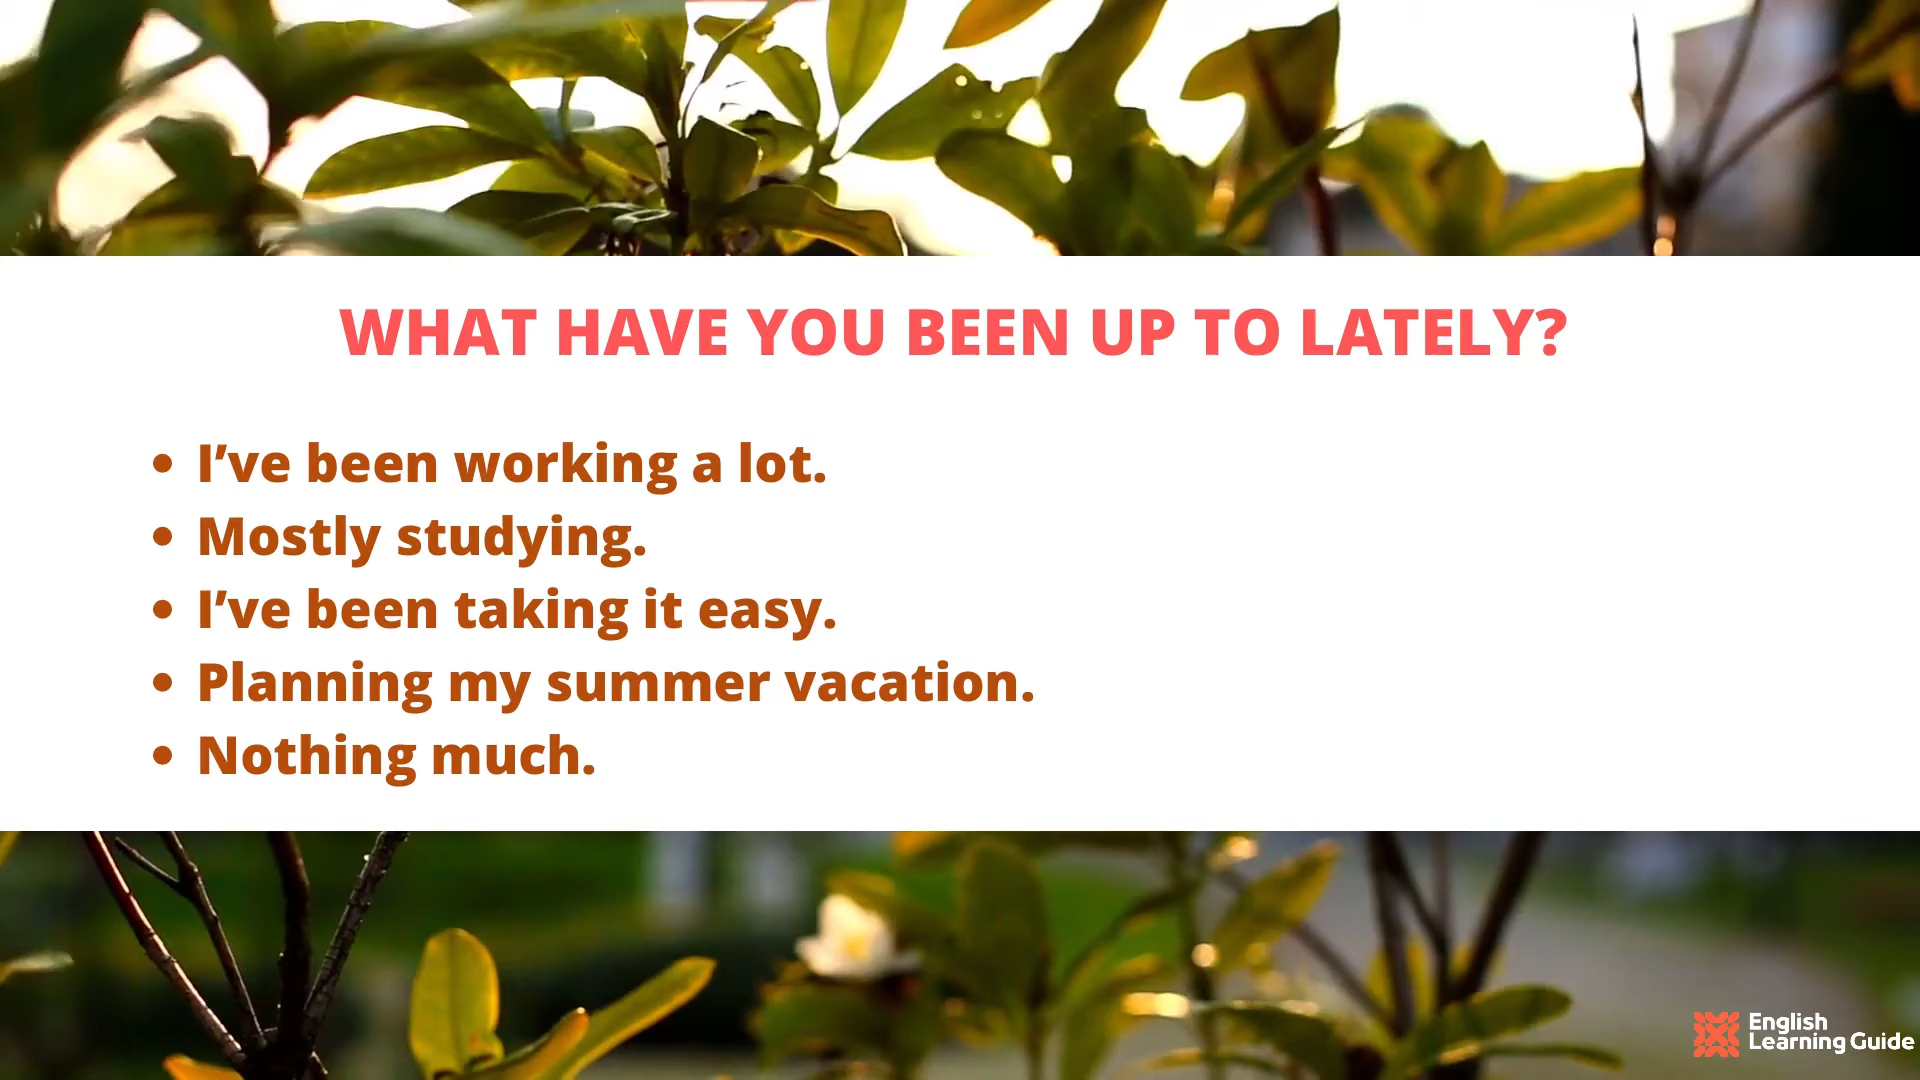 WHAT HAVE YOU BEEN UP TO LATELY?
• I’ve been working a lot.
• Mostly studying.
• I’ve been taking it easy.
• Planning my summer vacation.
• Nothing much.
English
Learning Guide